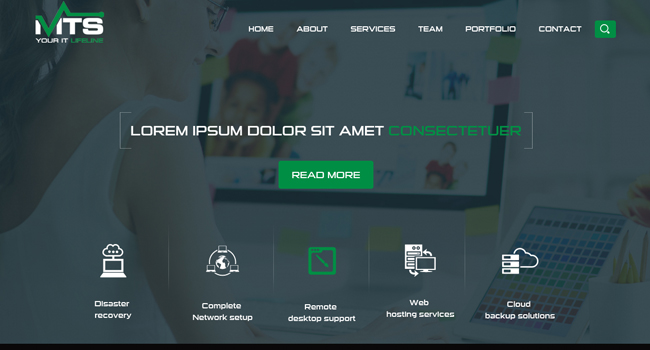 MTS
YOUR IT LIFELINE
HOME ABOUT SERVICES TEAM PORTFOLIO CONTACT
LOREM IPSUM DOLOR SIT AMET CONSECTETUER
READ MORE
Disaster
recovery
Complete
Network setup
Remote
desktop support
Web
hosting services
Cloud
backup solutions